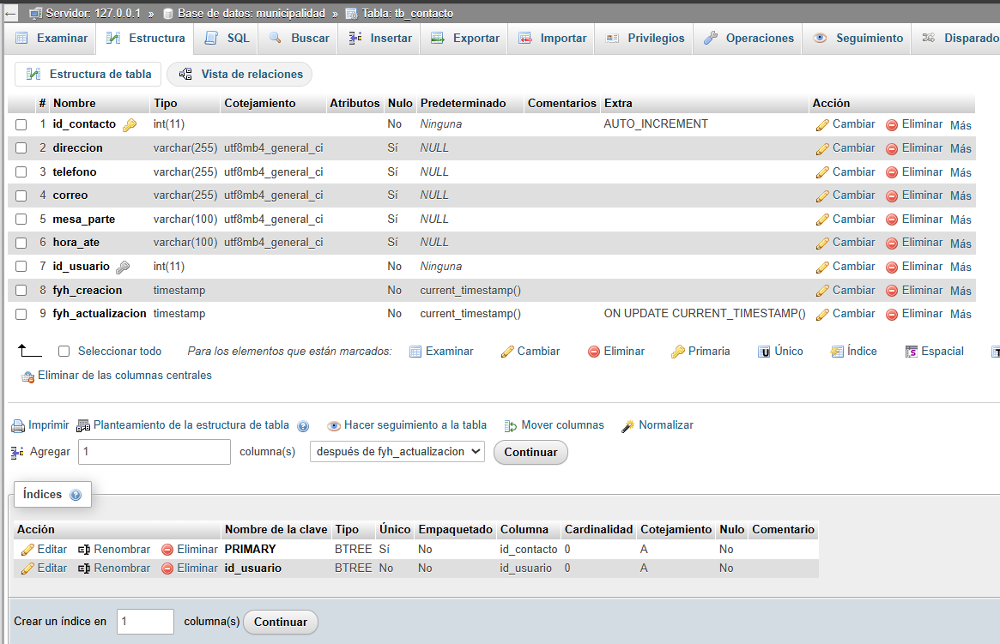 Servidor: 127.0.0.1 » Base de datos: municipalidad » Tabla: tb_contacto
Examinar Estructura SQL Buscar Insertar Exportar Importar Privilegios Operaciones Seguimiento Disparado
Estructura de tabla Vista de relaciones
# Nombre Tipo Cotejamiento Atributos Nulo Predeterminado Comentarios Extra Acción
1 id_contacto int(11) No Ninguna AUTO_INCREMENT Cambiar Eliminar Más
2 direccion varchar(255) utf8mb4_general_ci Sí NULL Cambiar Eliminar Más
3 telefono varchar(255) utf8mb4_general_ci Sí NULL Cambiar Eliminar Más
4 correo varchar(255) utf8mb4_general_ci Sí NULL Cambiar Eliminar Más
5 mesa_parte varchar(100) utf8mb4_general_ci Sí NULL Cambiar Eliminar Más
6 hora_ate varchar(100) utf8mb4_general_ci Sí NULL Cambiar Eliminar Más
7 id_usuario int(11) No Ninguna Cambiar Eliminar Más
8 fyh_creacion timestamp No current_timestamp() Cambiar Eliminar Más
9 fyh_actualizacion timestamp No current_timestamp() ON UPDATE CURRENT_TIMESTAMP() Cambiar Eliminar Más
Seleccionar todo Para los elementos que están marcados: Examinar Cambiar Eliminar Primaria Único Índice Espacial
Eliminar de las columnas centrales
Imprimir Planteamiento de la estructura de tabla Hacer seguimiento a la tabla Mover columnas Normalizar
Agregar 1 columna(s) después de fyh_actualizacion Continuar
Índices
Acción Nombre de la clave Tipo Único Empaquetado Columna Cardinalidad Cotejamiento Nulo Comentario
Editar Renombrar Eliminar PRIMARY BTREE Sí No id_contacto 0 A No
Editar Renombrar Eliminar id_usuario BTREE No No id_usuario 0 A No
Crear un índice en 1 columna(s) Continuar